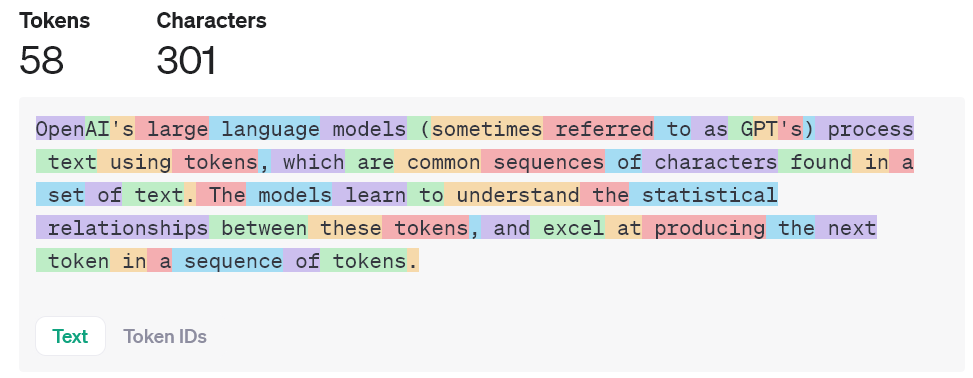 Tokens Characters
58 301
OpenAI's large language models (sometimes referred to as GPT's) process
text using tokens, which are common sequences of characters found in a
set of text. The models learn to understand the statistical
relationships between these tokens, and excel at producing the next
token in a sequence of tokens.
Text Token IDs